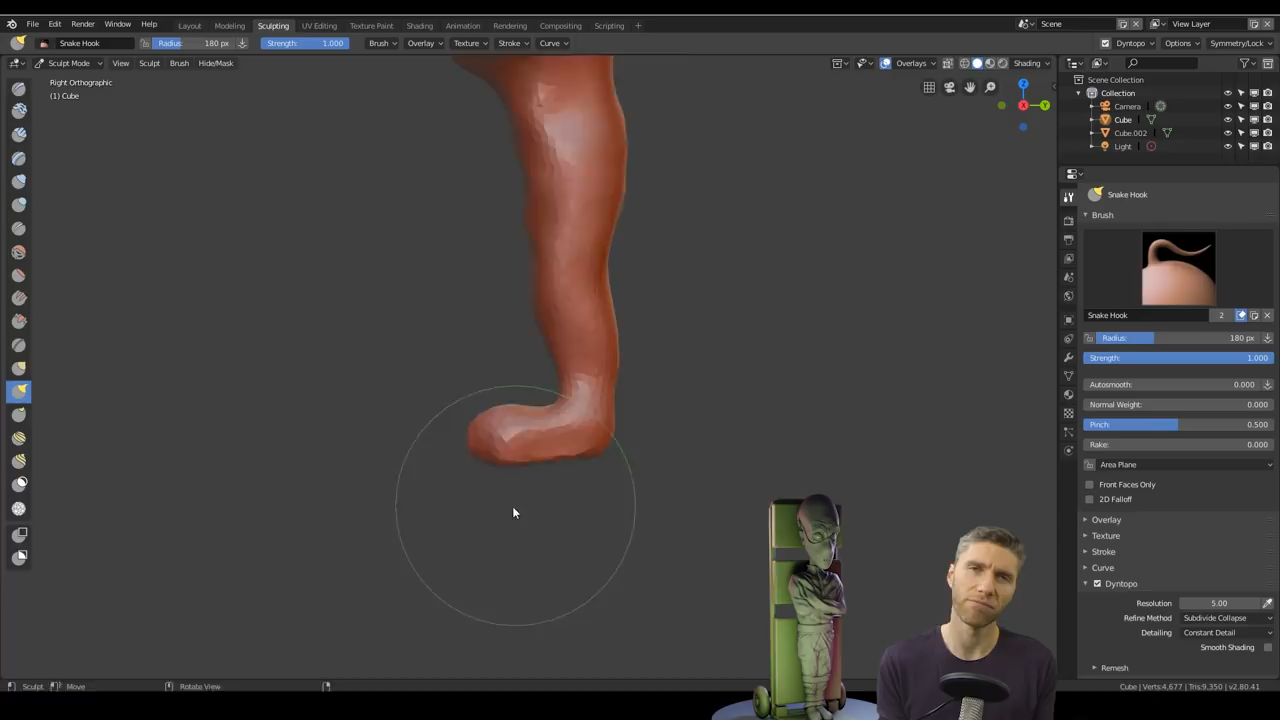 File Edit Render Window Help Layout Modeling Sculpting UV Editing Texture Paint Shading Animation Rendering Compositing Scripting + Scene View Layer
Snake Hook Radius: 180 px Strength: 1.000 Brush Overlay Texture Stroke Curve Dyntopo Options Symmetry/Lock
Sculpt Mode View Sculpt Brush Hide/Mask Overlays Shading
Right Orthographic
(1) Cube
Z
X
Y
Scene Collection
Collection
Camera
Cube
Cube.002
Light
Snake Hook
Brush
Snake Hook 2
Radius: 180 px
Strength: 1.000
Autosmooth: 0.000
Normal Weight: 0.000
Pinch: 0.500
Rake: 0.000
Area Plane
Front Faces Only
2D Falloff
Overlay
Texture
Stroke
Curve
Dyntopo
Resolution 5.00
Refine Method Subdivide Collapse
Detailing Constant Detail
Smooth Shading
Remesh
Sculpt Move Rotate View Cube | Verts:4,677 | Tris:9,350 | v2.80.41